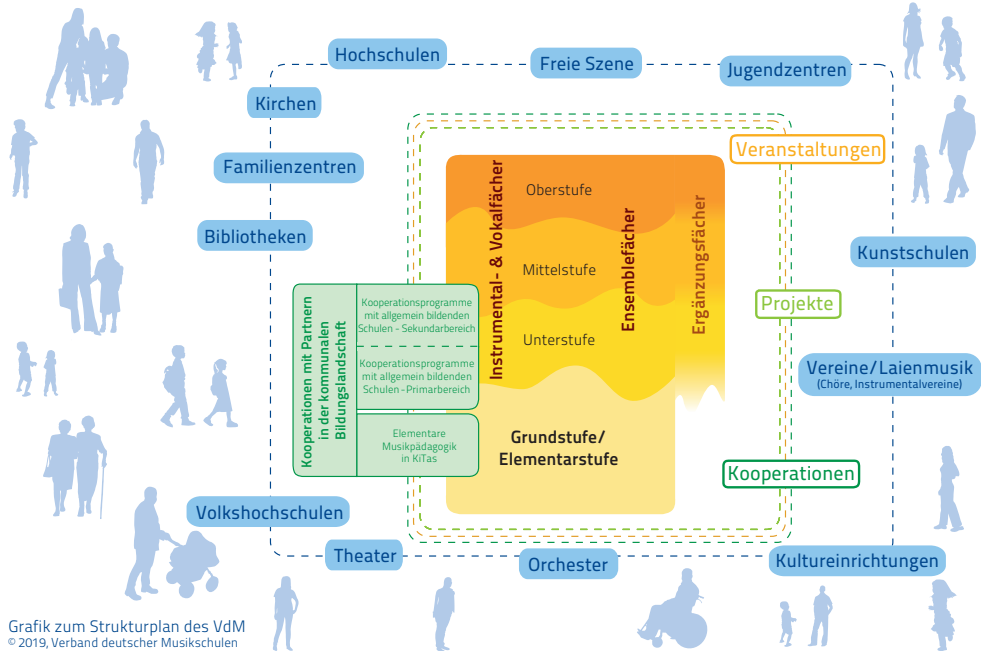 Hochschulen
Freie Szene
Jugendzentren
Kirchen
Familienzentren
Bibliotheken
Veranstaltungen
Kunstschulen
Projekte
Vereine/Laienmusik
(Chöre, Instrumentalvereine)
Kooperationen
Instrumental- & Vokalfächer
Ensemblefächer
Ergänzungsfächer
Oberstufe
Mittelstufe
Unterstufe
Grundstufe/
Elementarstufe
Kooperationen mit Partnern
in der kommunalen
Bildungslandschaft
Kooperationsprogramme
mit allgemein bildenden
Schulen - Sekundarbereich
Kooperationsprogramme
mit allgemein bildenden
Schulen - Primarbereich
Elementare
Musikpädagogik
in KiTas
Volkshochschulen
Theater
Orchester
Kultureinrichtungen
Grafik zum Strukturplan des VdM
© 2019, Verband deutscher Musikschulen